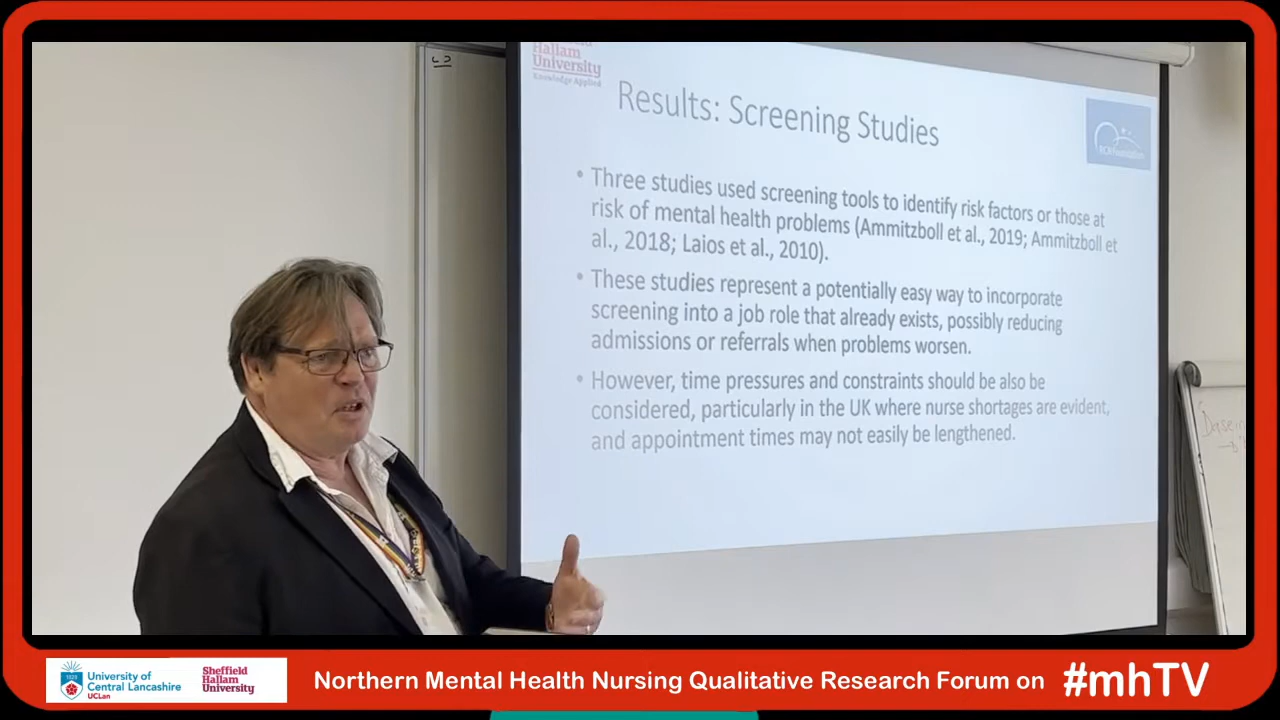 Hallam
University
Knowledge Applied
Results: Screening Studies
RCNFoundation
• Three studies used screening tools to identify risk factors or those at
risk of mental health problems (Ammitzboll et al., 2019; Ammitzboll et
al., 2018; Laios et al., 2010).
• These studies represent a potentially easy way to incorporate
screening into a job role that already exists, possibly reducing
admissions or referrals when problems worsen.
• However, time pressures and constraints should be also be
considered, particularly in the UK where nurse shortages are evident,
and appointment times may not easily be lengthened.
University of
Central Lancashire
UCLan
Sheffield
Hallam
University
Northern Mental Health Nursing Qualitative Research Forum on #mhTV